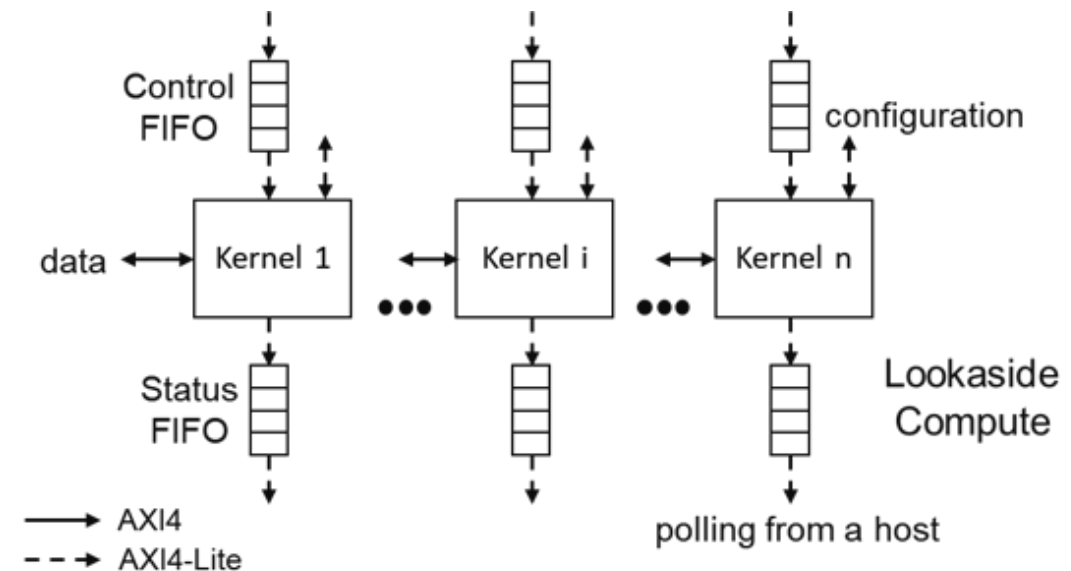 Control
FIFO
configuration
data
Kernel 1
Kernel i
Kernel n
Status
FIFO
Lookaside
Compute
polling from a host
AXI4
AXI4-Lite